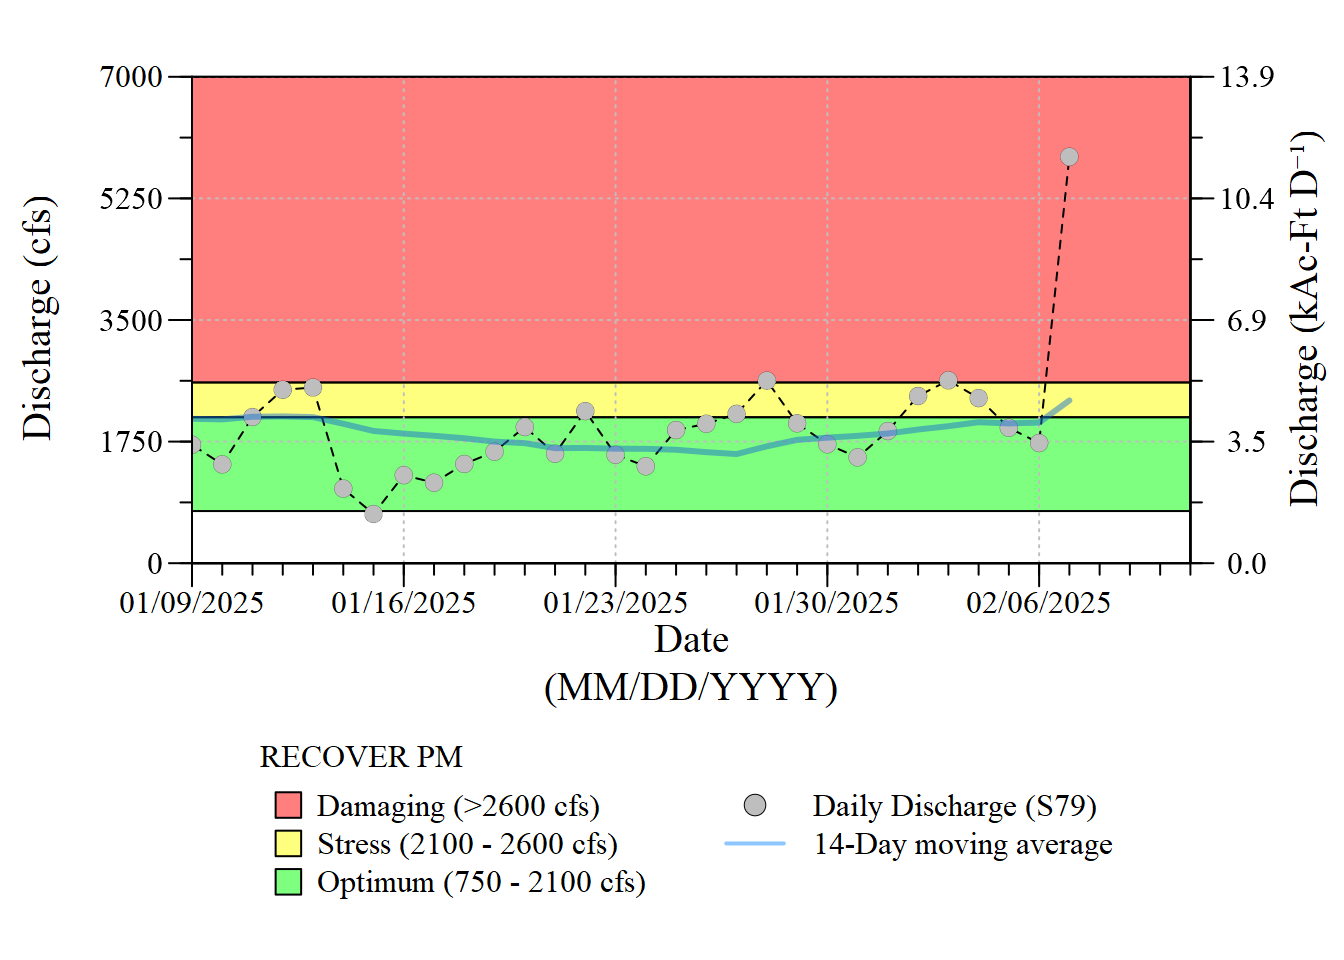 7000
5250
3500
1750
0
Discharge (cfs)
13.9
10.4
6.9
3.5
0.0
Discharge (kAc-Ft D⁻¹)
01/09/2025 01/16/2025 01/23/2025 01/30/2025 02/06/2025
Date
(MM/DD/YYYY)
RECOVER PM
Damaging (>2600 cfs)
Stress (2100 - 2600 cfs)
Optimum (750 - 2100 cfs)
Daily Discharge (S79)
14-Day moving average